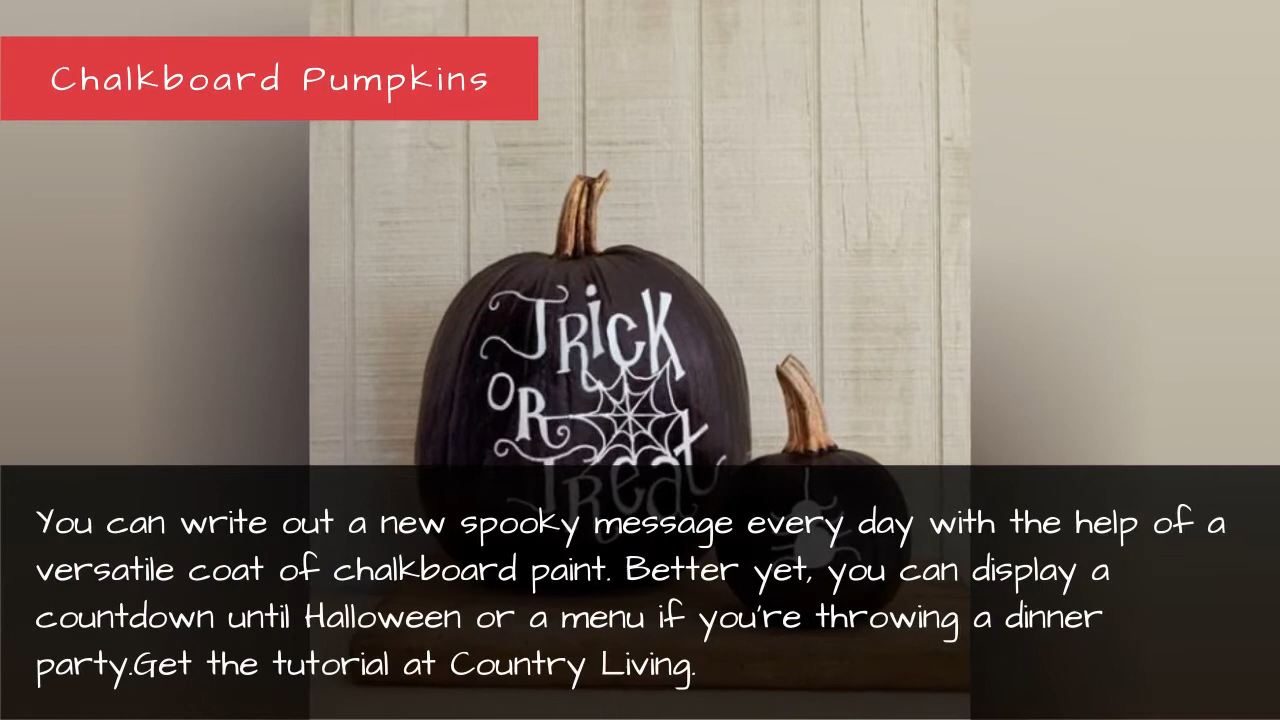 Chalkboard Pumpkins
TRicK
OR
TReat
You can write out a new spooky message every day with the help of a
versatile coat of chalkboard paint. Better yet, you can display a
countdown until Halloween or a menu if you're throwing a dinner
party.Get the tutorial at Country Living.